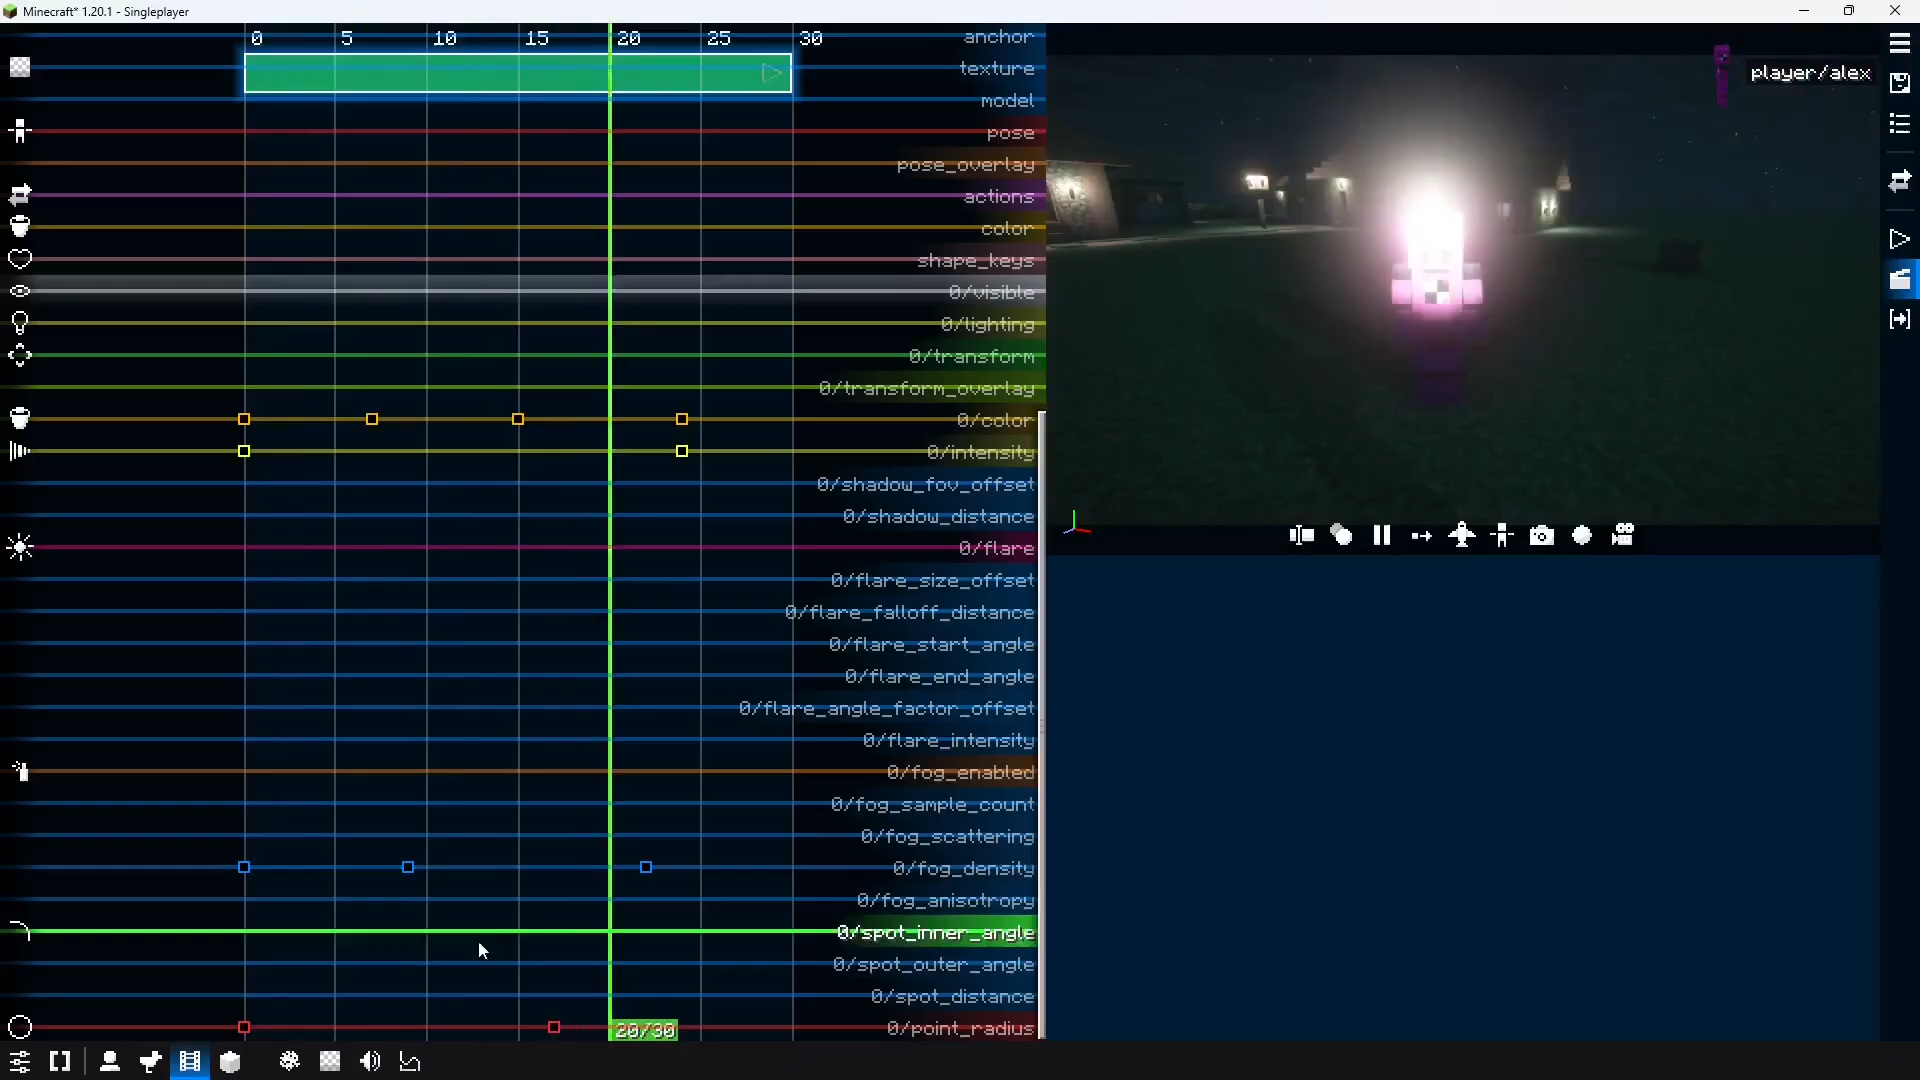 Minecraft* 1.20.1 - Singleplayer
0 5 10 15 20 25 30
anchor
texture
player/alex
model
pose
pose_overlay
actions
color
shape_keys
0/visible
0/lighting
0/transform
0/transform_overlay
0/color
0/intensity
0/shadow_fov_offset
0/shadow_distance
0/flare
0/flare_size_offset
0/flare_falloff_distance
0/flare_start_angle
0/flare_end_angle
0/flare_angle_factor_offset
0/flare_intensity
0/fog_enabled
0/fog_sample_count
0/fog_scattering
0/fog_density
0/fog_anisotropy
0/spot_inner_angle
0/spot_outer_angle
0/spot_distance
0/point_radius
20/30